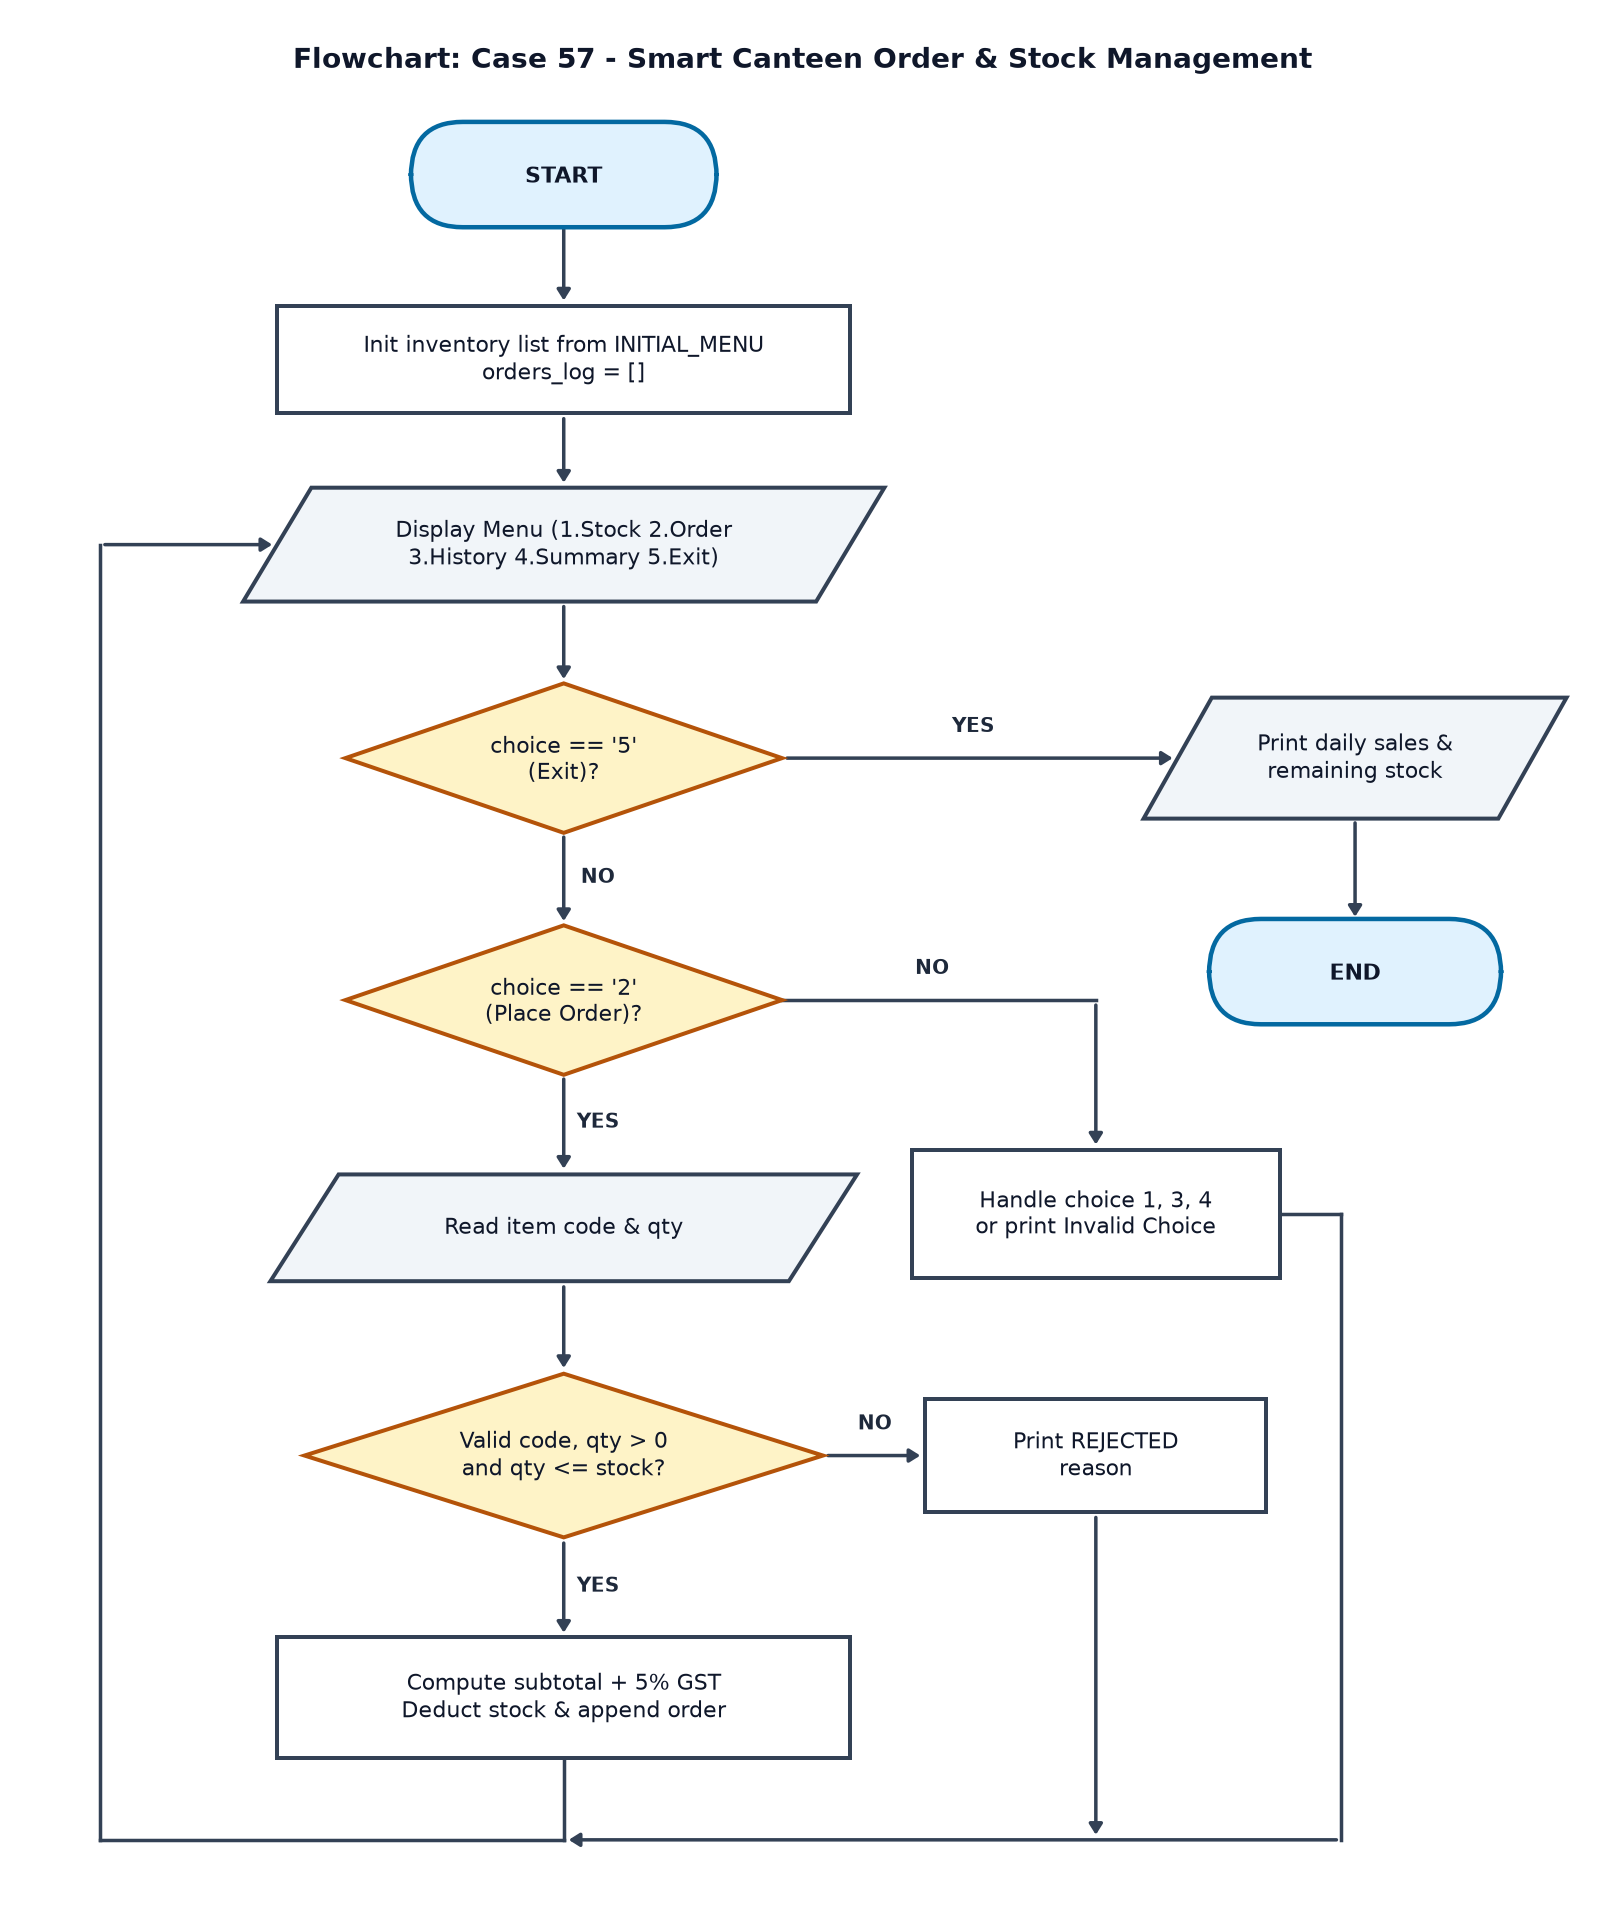 Flowchart: Case 57 - Smart Canteen Order & Stock Management
START
Init inventory list from INITIAL_MENU
orders_log = []
Display Menu (1.Stock 2.Order
3.History 4.Summary 5.Exit)
choice == '5'
(Exit)?
YES
Print daily sales &
remaining stock
NO
END
choice == '2'
(Place Order)?
NO
YES
Handle choice 1, 3, 4
or print Invalid Choice
Read item code & qty
Valid code, qty > 0
and qty <= stock?
NO
Print REJECTED
reason
YES
Compute subtotal + 5% GST
Deduct stock & append order